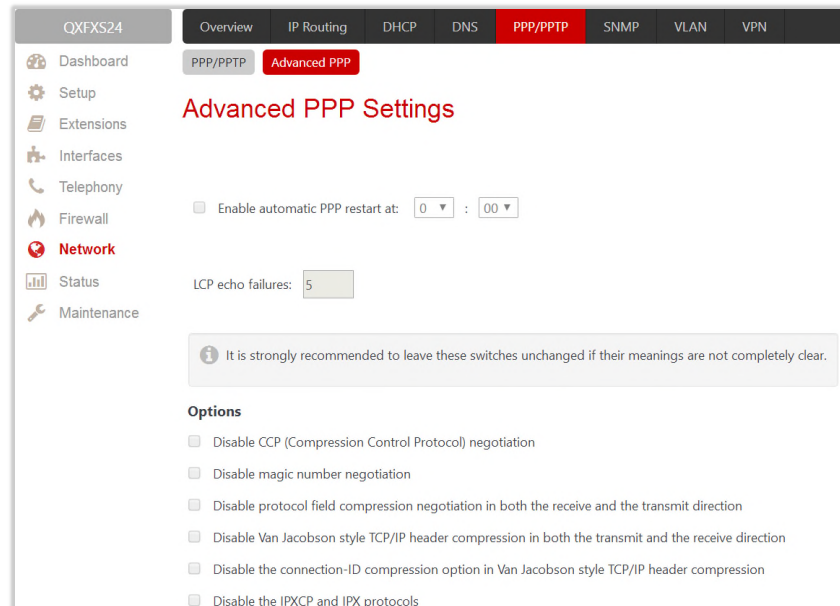 QXFXS24
Overview IP Routing DHCP DNS PPP/PPTP SNMP VLAN VPN
PPP/PPTP Advanced PPP
Dashboard
Setup
Extensions
Interfaces
Telephony
Firewall
Network
Status
Maintenance
Advanced PPP Settings
Enable automatic PPP restart at: 0 : 00
LCP echo failures: 5
It is strongly recommended to leave these switches unchanged if their meanings are not completely clear.
Options
Disable CCP (Compression Control Protocol) negotiation
Disable magic number negotiation
Disable protocol field compression negotiation in both the receive and the transmit direction
Disable Van Jacobson style TCP/IP header compression in both the transmit and the receive direction
Disable the connection-ID compression option in Van Jacobson style TCP/IP header compression
Disable the IPXCP and IPX protocols